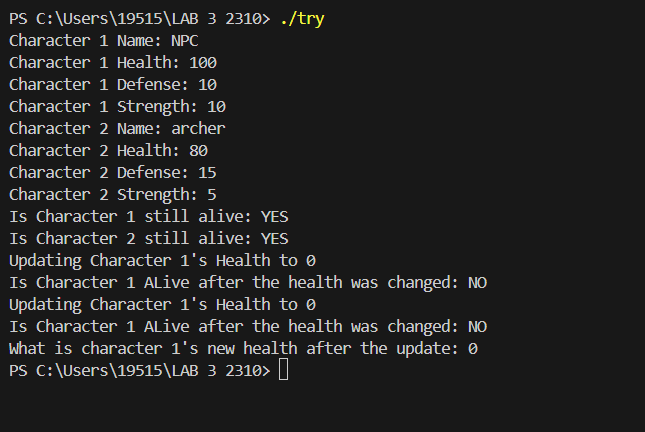 PS C:\Users\19515\LAB 3 2310> ./try
Character 1 Name: NPC
Character 1 Health: 100
Character 1 Defense: 10
Character 1 Strength: 10
Character 2 Name: archer
Character 2 Health: 80
Character 2 Defense: 15
Character 2 Strength: 5
Is Character 1 still alive: YES
Is Character 2 still alive: YES
Updating Character 1's Health to 0
Is Character 1 ALive after the health was changed: NO
Updating Character 1's Health to 0
Is Character 1 ALive after the health was changed: NO
What is character 1's new health after the update: 0
PS C:\Users\19515\LAB 3 2310>